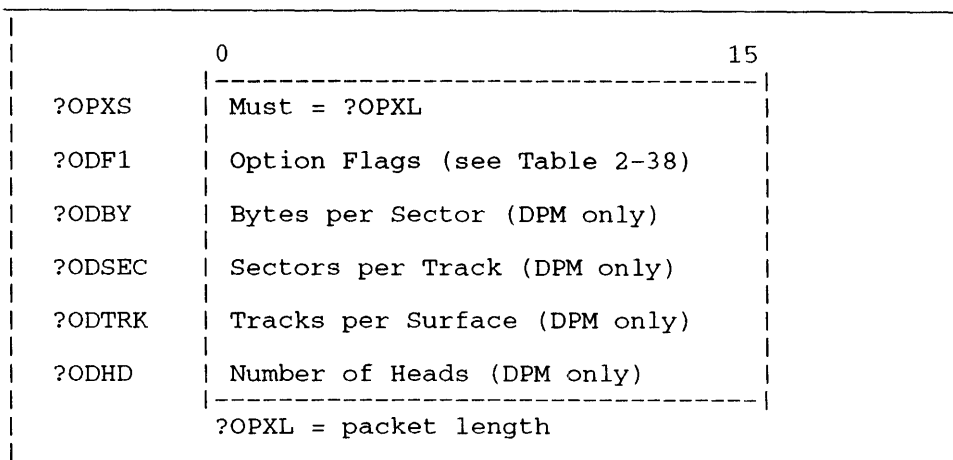 0 15
?OPXS Must = ?OPXL
?ODF1 Option Flags (see Table 2-38)
?ODBY Bytes per Sector (DPM only)
?ODSEC Sectors per Track (DPM only)
?ODTRK Tracks per Surface (DPM only)
?ODHD Number of Heads (DPM only)
?OPXL = packet length